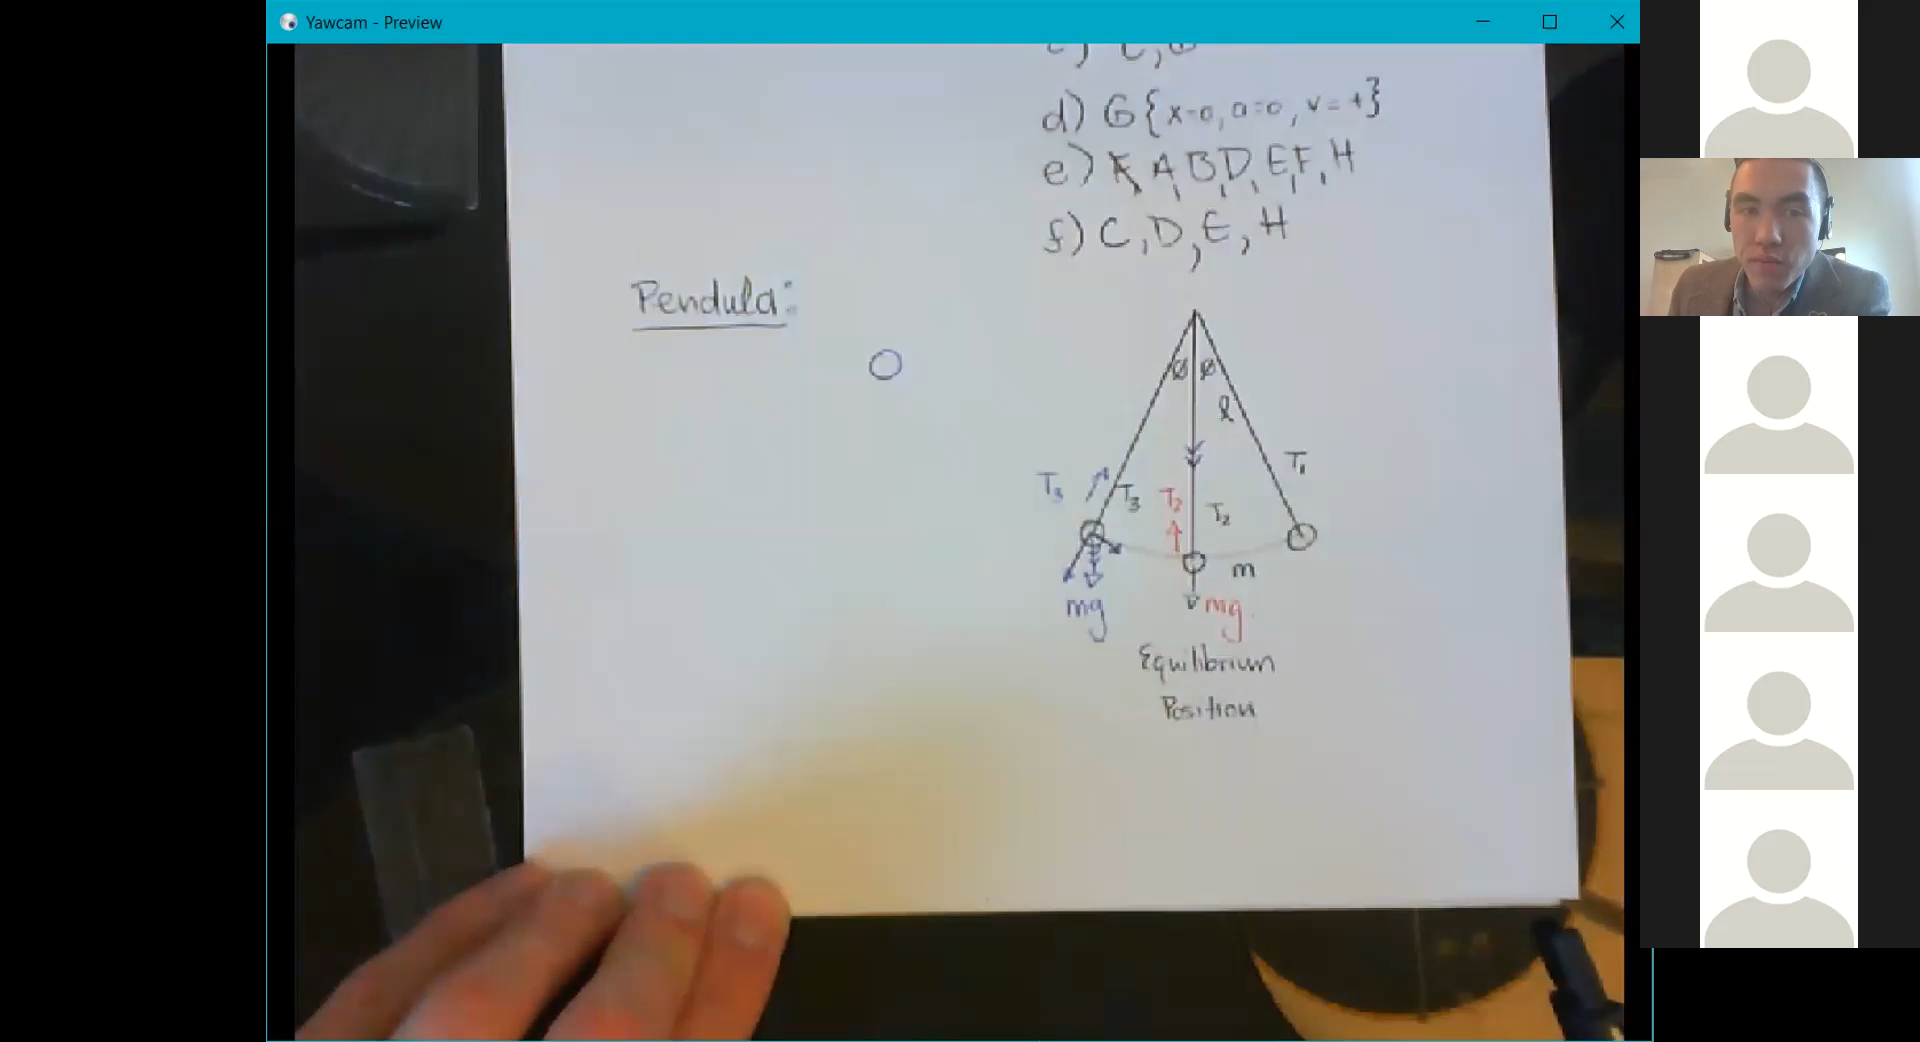 Yawcam - Preview
d) G{x=0, a=0, v=+}
e) A, B, D, E, F, H
f) C, D, E, H
Pendula:
Ø Ø
l
T₁
T₃
T₃
T₂
T₂
m
mg
mg
Equilibrium
Position